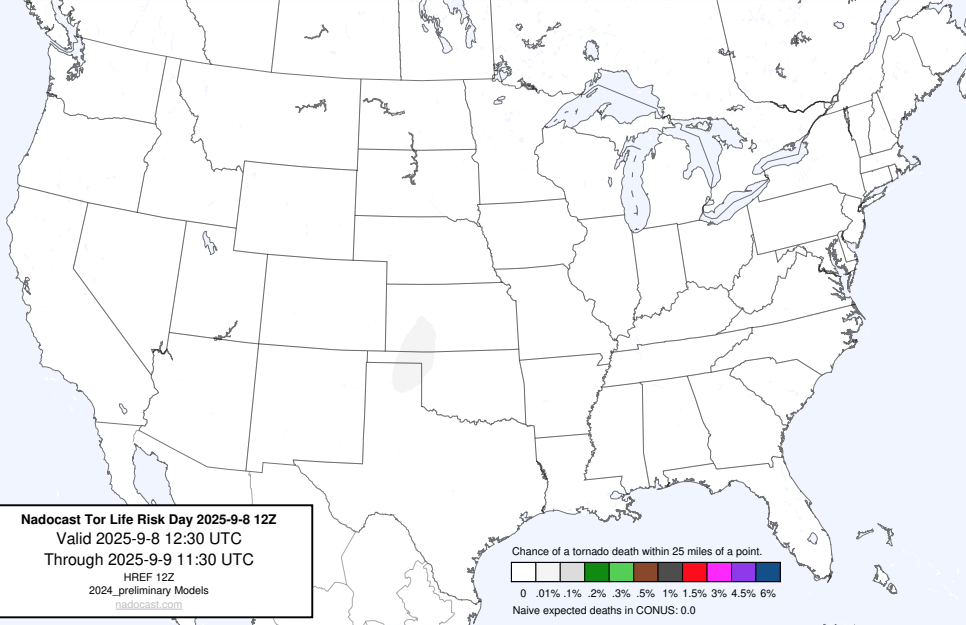 Nadocast Tor Life Risk Day 2025-9-8 12Z
Valid 2025-9-8 12:30 UTC
Through 2025-9-9 11:30 UTC
HREF 12Z
2024_preliminary Models
nadocast.com
Chance of a tornado death within 25 miles of a point.
0 .01% .1% .2% .3% .5% 1% 1.5% 3% 4.5% 6%
Naive expected deaths in CONUS: 0.0